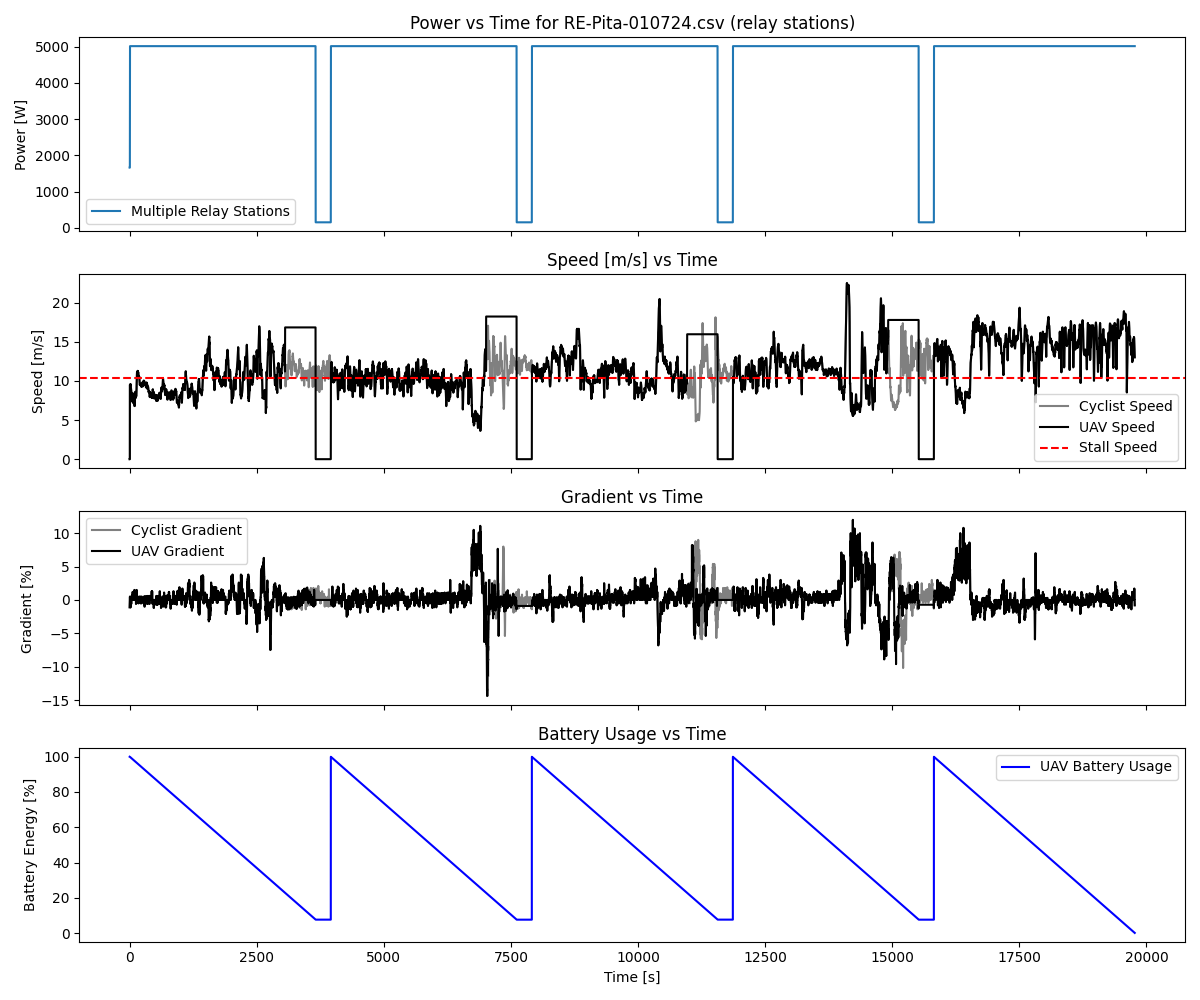 Power vs Time for RE-Pita-010724.csv (relay stations)
5000
4000
3000
2000
1000
0
Power [W]
Multiple Relay Stations
Speed [m/s] vs Time
20
15
10
5
0
Speed [m/s]
Cyclist Speed
UAV Speed
Stall Speed
Gradient vs Time
10
5
0
−5
−10
−15
Gradient [%]
Cyclist Gradient
UAV Gradient
Battery Usage vs Time
100
80
60
40
20
0
Battery Energy [%]
UAV Battery Usage
0 2500 5000 7500 10000 12500 15000 17500 20000
Time [s]